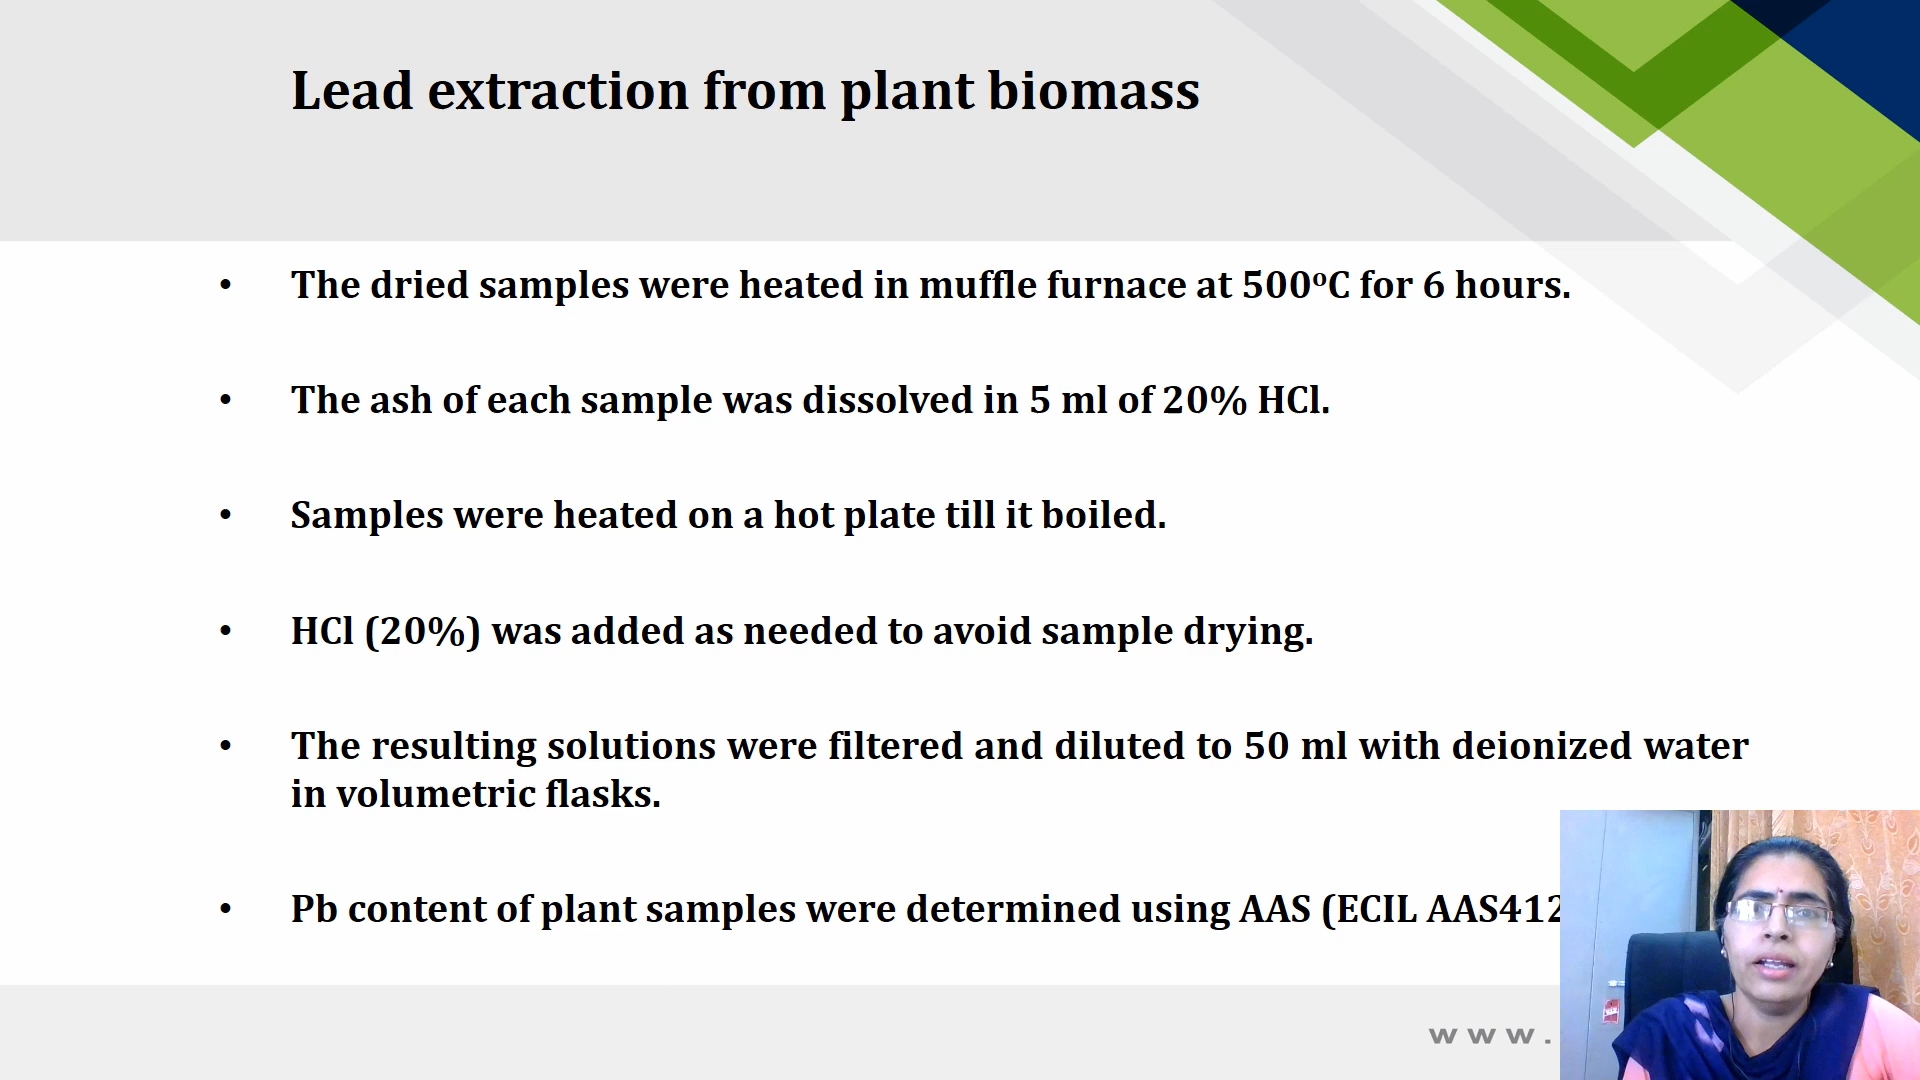 Lead extraction from plant biomass
• The dried samples were heated in muffle furnace at 500ᵒC for 6 hours.
• The ash of each sample was dissolved in 5 ml of 20% HCl.
• Samples were heated on a hot plate till it boiled.
• HCl (20%) was added as needed to avoid sample drying.
• The resulting solutions were filtered and diluted to 50 ml with deionized water
in volumetric flasks.
• Pb content of plant samples were determined using AAS (ECIL AAS412
www.